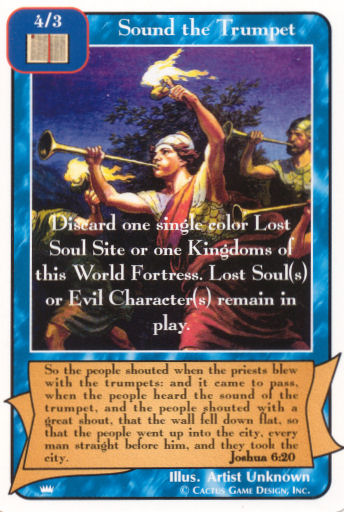 4/3
Sound the Trumpet
Discard one single color Lost
Soul Site or one Kingdoms of
this World Fortress. Lost Soul(s)
or Evil Character(s) remain in
play.
So the people shouted when the priests blew
with the trumpets: and it came to pass,
when the people heard the sound of the
trumpet, and the people shouted with a
great shout, that the wall fell down flat, so
that the people went up into the city, every
man straight before him, and they took the
city. Joshua 6:20
Illus. Artist Unknown
© Cactus Game Design, Inc.